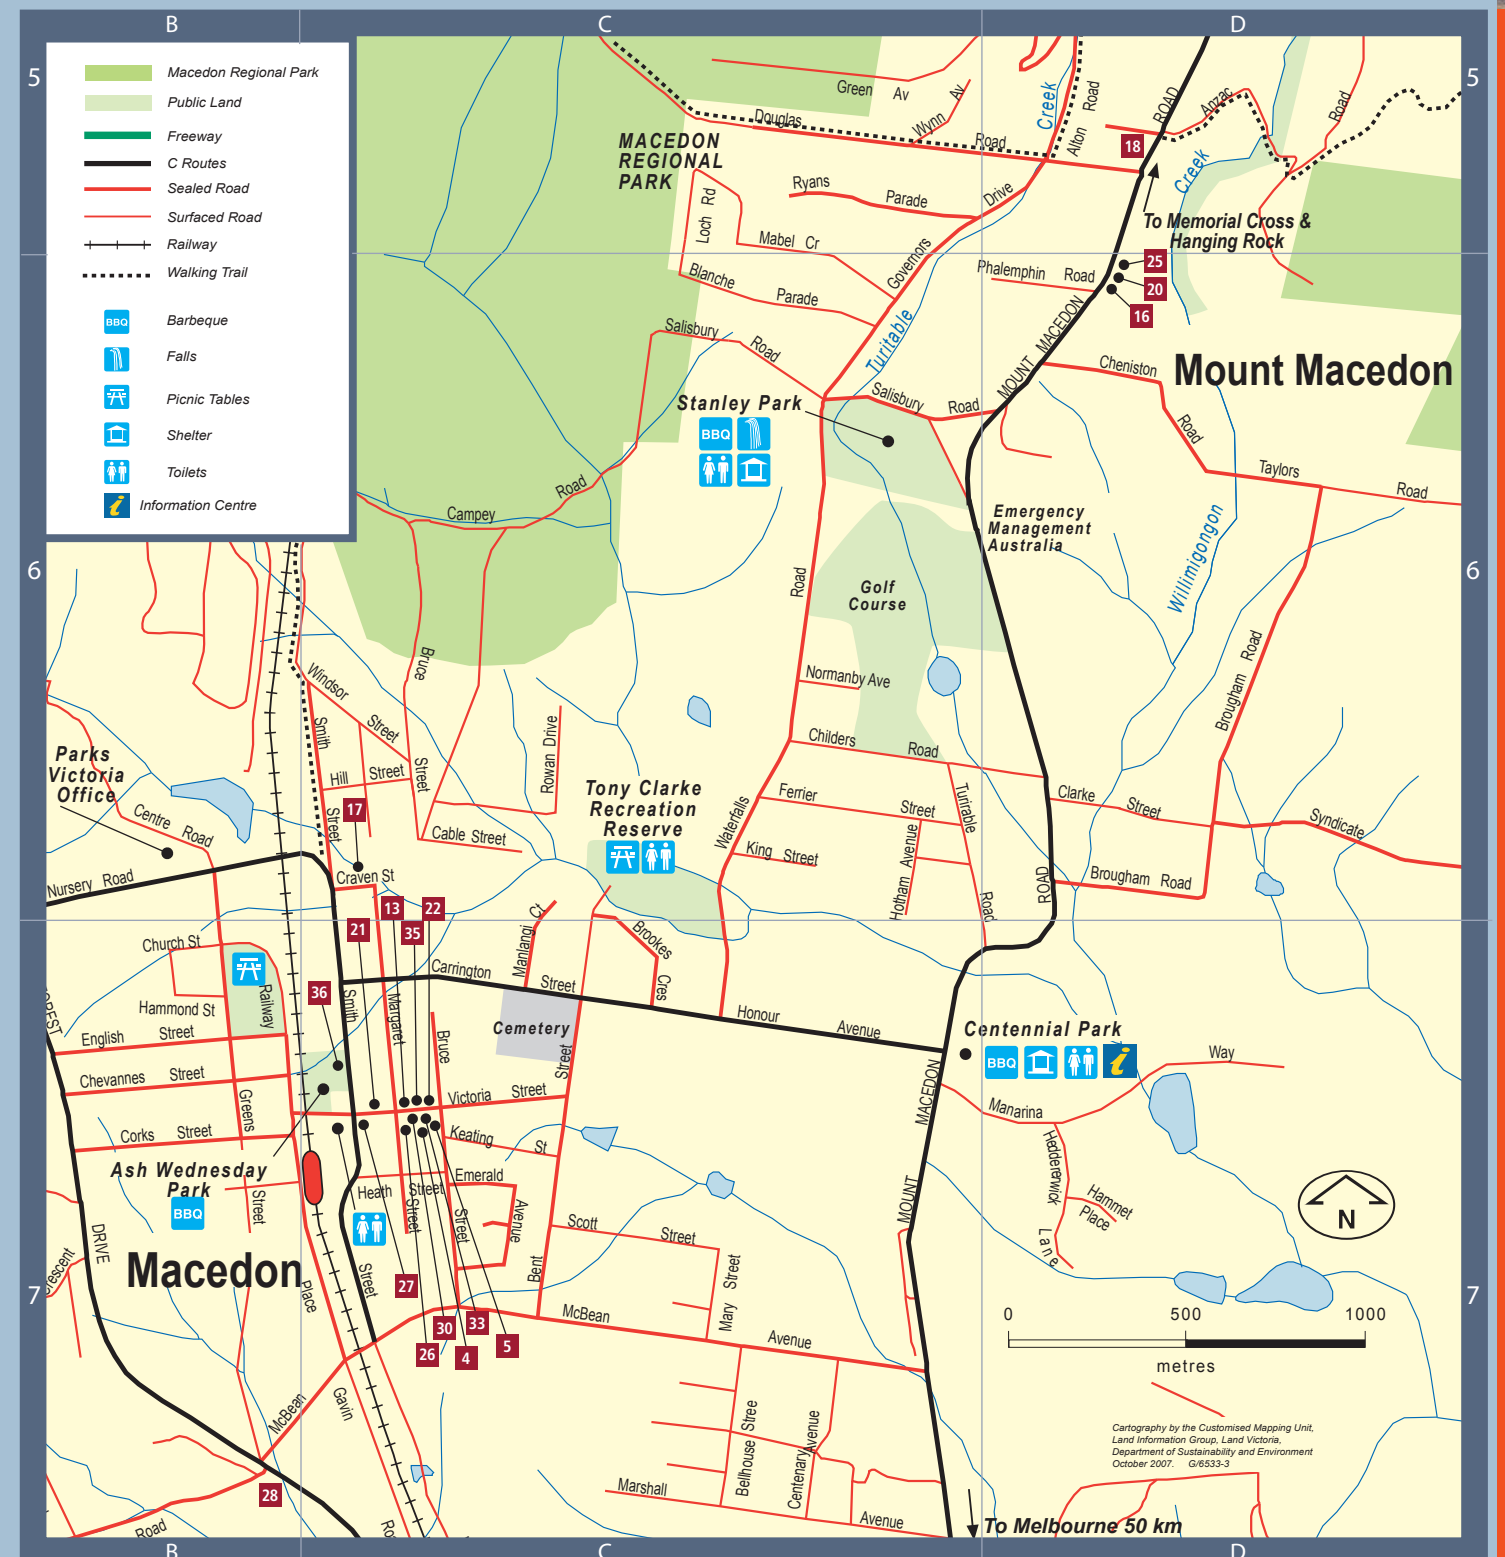 B
C
D
5
5
Macedon Regional Park
Public Land
Freeway
C Routes
Sealed Road
Surfaced Road
Railway
Walking Trail
BBQ
Barbeque
Falls
Picnic Tables
Shelter
Toilets
i
Information Centre
Green Av
Wynn Av
Douglas Road
Creek
Alton Road
ROAD
Anzac
Road
18
Creek
MACEDON
REGIONAL
PARK
Ryans Parade
Drive
Loch Rd
Mabel Cr
Governors
Blanche Parade
To Memorial Cross &
Hanging Rock
25
20
16
Phalemphin Road
MOUNT MACEDON
Salisbury Road
Turitable
Cheniston
Road
Mount Macedon
Stanley Park
BBQ
Salisbury Road
Taylors Road
Campey Road
Emergency
Management
Australia
Willimigongon
6
6
Road
Golf
Course
Bruce
Windsor
Street
Smith
Normanby Ave
Brougham Road
Rowan Drive
Childers Road
Parks
Victoria
Office
Hill Street
Street
Tony Clarke
Recreation
Reserve
17
Street
Centre Road
Cable Street
Waterfalls
Ferrier Street
Turitable
Clarke Street
Syndicate
King Street
Hotham Avenue
Nursery Road
Craven St
ROAD
Brougham Road
Road
13
22
21
35
Church St
Manlangi Ct
Brookes
Cres
Carrington Street
36
Railway
Smith
Margaret
Hammond St
FOREST
English Street
Honour Avenue
Cemetery
Bruce
Street
Centennial Park
BBQ
i
Way
Chevannes Street
Greens
Victoria Street
MACEDON
Manarina
Corks Street
Keating St
Hedderwick
Lane
Hammet
Place
Ash Wednesday
Park
BBQ
Street
Heath Street
Emerald
Avenue
Street
Street
MOUNT
N
DRIVE
Scott Street
Macedon
Crescent
Place
Street
Bent
Mary Street
27
7
7
30
33
5
26
4
McBean Avenue
0 500 1000
metres
McBean
Gavin
Bellhouse Stree
Centenary Avenue
Cartography by the Customised Mapping Unit,
Land Information Group, Land Victoria,
Department of Sustainability and Environment
October 2007. G/6533-3
28
Marshall Avenue
Road
To Melbourne 50 km
B
C
D